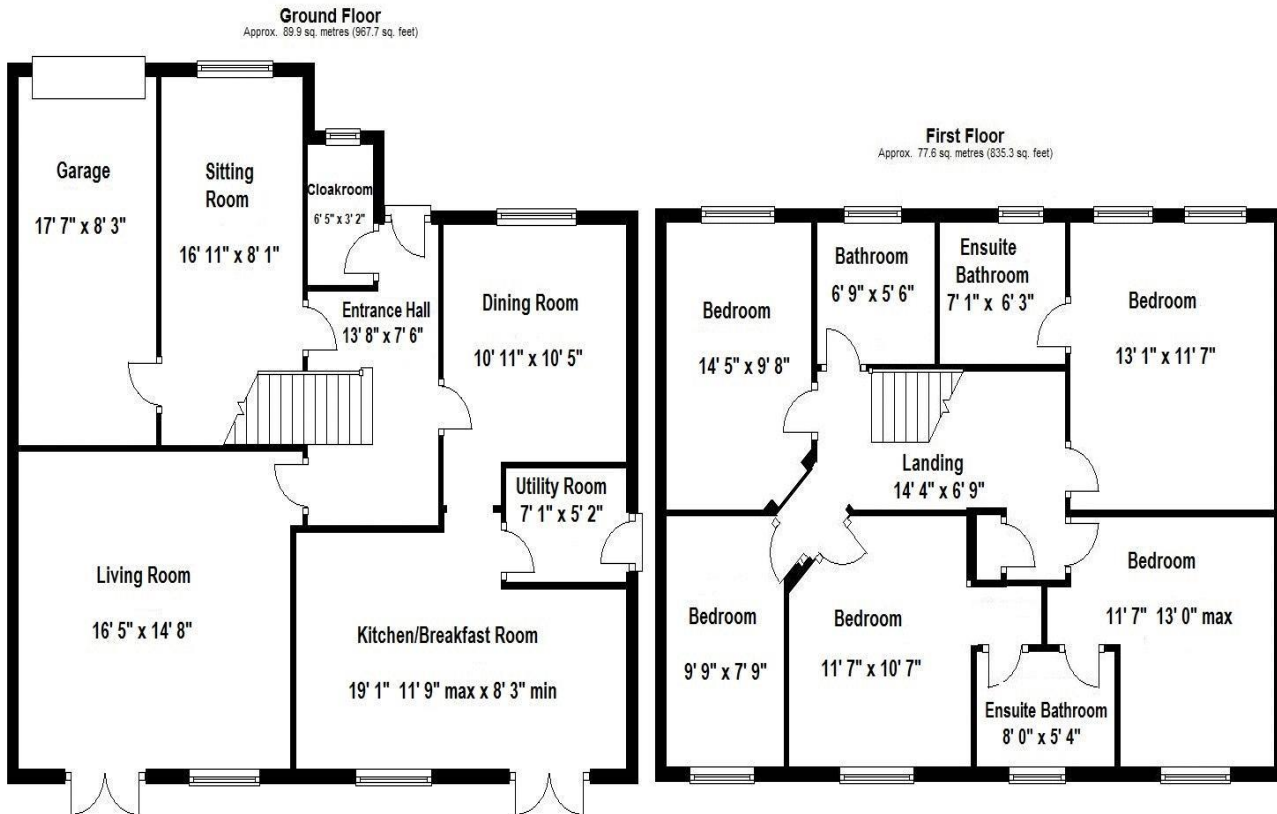 Ground Floor
Approx. 89.9 sq. metres (967.7 sq. feet)
Garage
17' 7" x 8' 3"
Sitting
Room
16' 11" x 8' 1"
Cloakroom
6' 5" x 3' 2"
Entrance Hall
13' 8" x 7' 6"
Dining Room
10' 11" x 10' 5"
Utility Room
7' 1" x 5' 2"
Living Room
16' 5" x 14' 8"
Kitchen/Breakfast Room
19' 1" 11' 9" max x 8' 3" min
First Floor
Approx. 77.6 sq. metres (835.3 sq. feet)
Bedroom
14' 5" x 9' 8"
Bathroom
6' 9" x 5' 6"
Ensuite
Bathroom
7' 1" x 6' 3"
Bedroom
13' 1" x 11' 7"
Landing
14' 4" x 6' 9"
Bedroom
9' 9" x 7' 9"
Bedroom
11' 7" x 10' 7"
Bedroom
11' 7" 13' 0" max
Ensuite Bathroom
8' 0" x 5' 4"